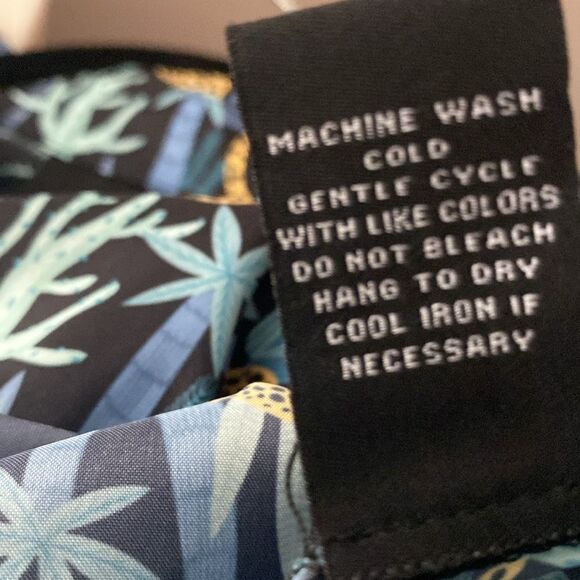 MACHINE WASH
COLD
GENTLE CYCLE
WITH LIKE COLORS
DO NOT BLEACH
HANG TO DRY
COOL IRON IF
NECESSARY